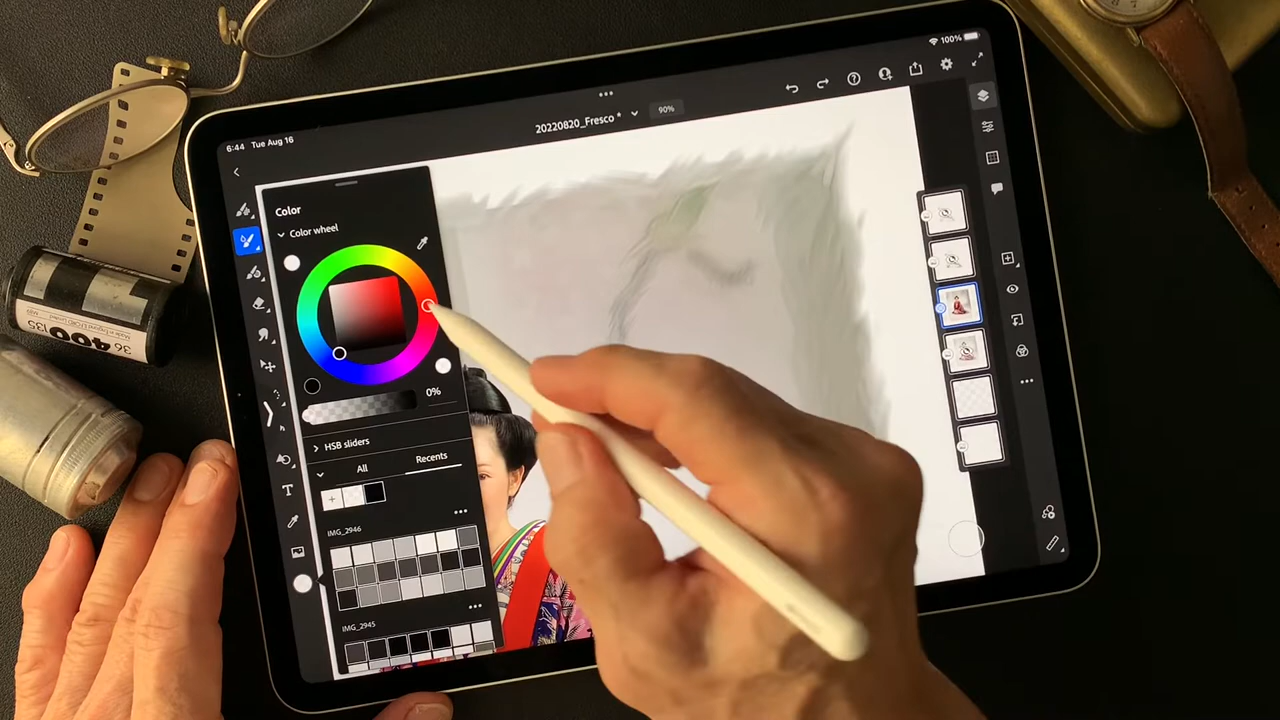 6:44 Tue Aug 16
100%
20220820_Fresco *
90%
Color
Color wheel
0%
HSB sliders
All
Recents
IMG_2946
IMG_2945
T
400
36
135